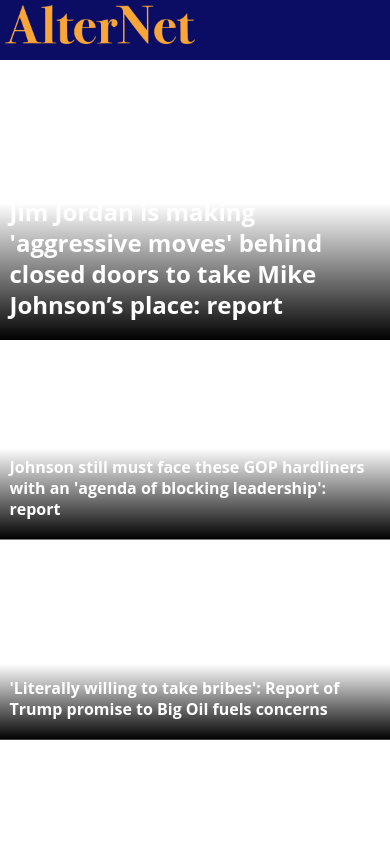 AlterNet
Jim Jordan is making
'aggressive moves' behind
closed doors to take Mike
Johnson’s place: report
Johnson still must face these GOP hardliners
with an 'agenda of blocking leadership':
report
'Literally willing to take bribes': Report of
Trump promise to Big Oil fuels concerns